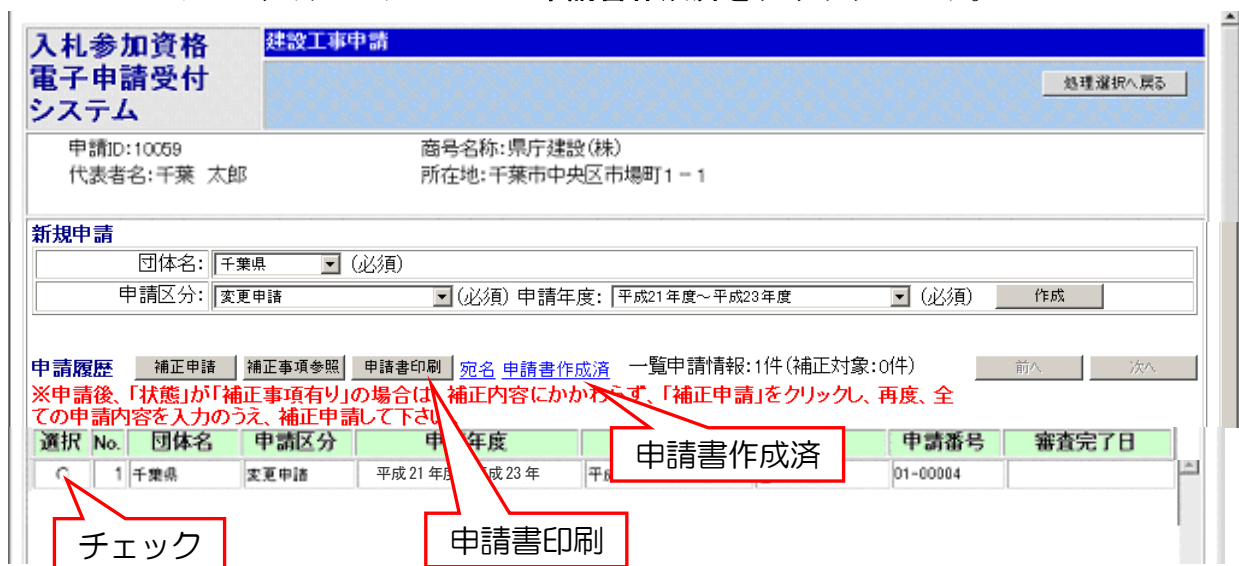 入札参加資格
電子申請受付
システム
建設工事申請
処理選択へ戻る
申請ID:10059 商号名称:県庁建設(株)
代表者名:千葉 太郎 所在地:千葉市中央区市場町1-1
新規申請
団体名: 千葉県 (必須)
申請区分: 変更申請 (必須) 申請年度: 平成21年度~平成23年度 (必須) 作成
申請履歴 補正申請 補正事項参照 申請書印刷 宛名 申請書作成済 一覧申請情報:1件(補正対象:0件) 前へ 次へ
※申請後、「状態」が「補正事項有り」の場合は、補正内容にかかわらず、「補正申請」をクリックし、再度、全
ての申請内容を入力のうえ、補正申請して下さい
選択 No. 団体名 申請区分 申 年度 申請番号 審査完了日
1 千葉県 変更申請 平成21年度 成23年 平成 01-00004
申請書作成済
チェック
申請書印刷